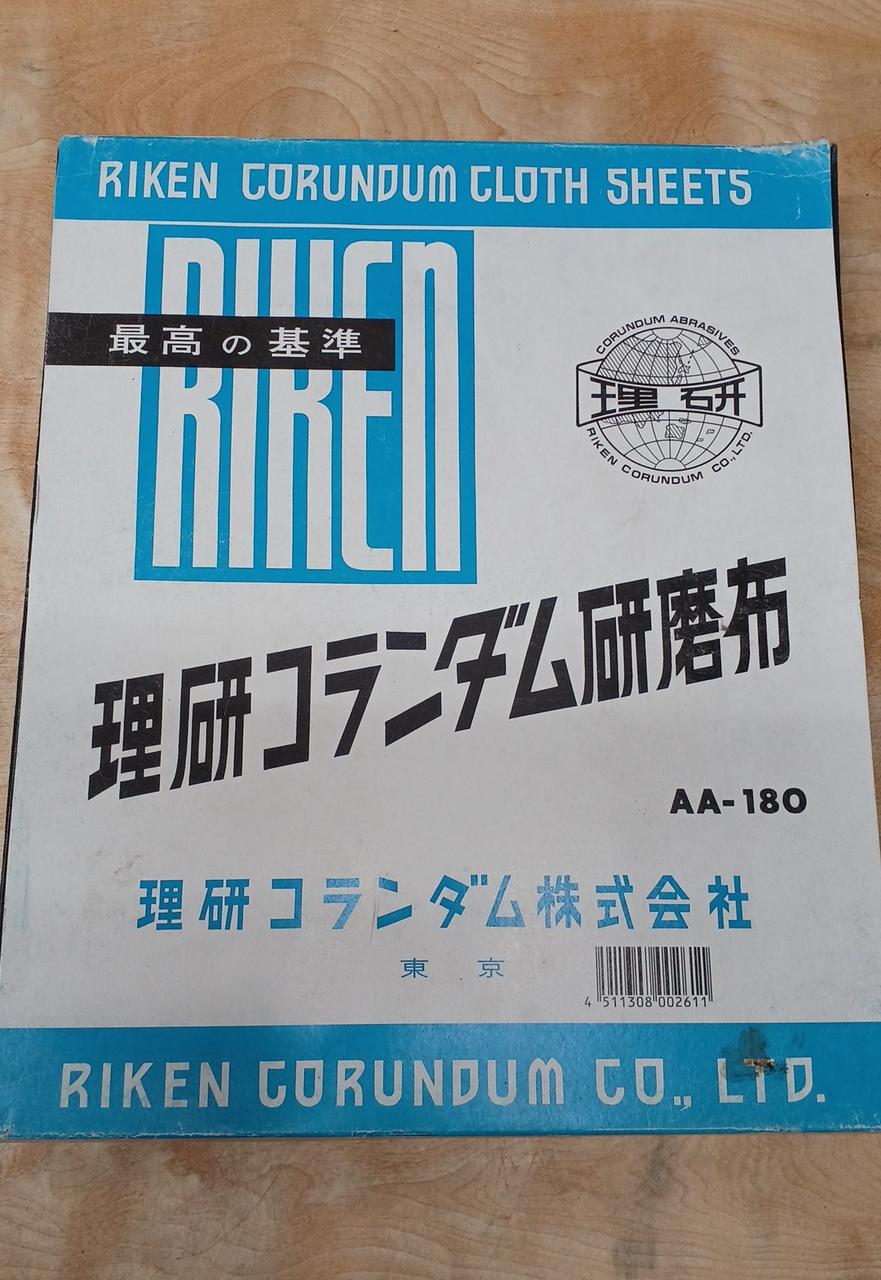 RIKEN CORUNDUM CLOTH SHEETS
RIKEN
最高の基準
CORUNDUM ABRASIVES
理研
RIKEN CORUNDUM CO., LTD.
理研コランダム研磨布
AA-180
理研コランダム株式会社
東京
4 511308 002611
RIKEN CORUNDUM CO., LTD.